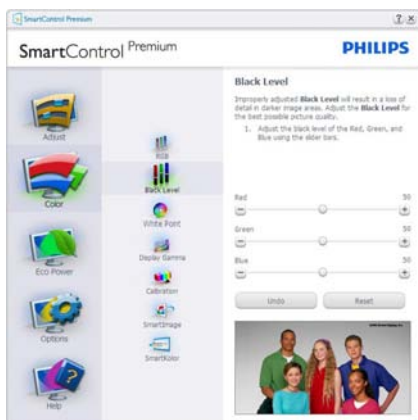 SmartControl Premium
SmartControl Premium
PHILIPS
Adjust
Color
Eco Power
Options
Help
RGB
Black Level
White Point
Display Gamma
Calibration
SmartImage
SmartKolor
Black Level
Improperly adjusted Black Level will result in a loss of
detail in darker image areas. Adjust the Black Level for
the best possible picture quality.
1. Adjust the black level of the Red, Green, and
Blue using the slider bars.
Red 50
Green 50
Blue 50
Undo Reset